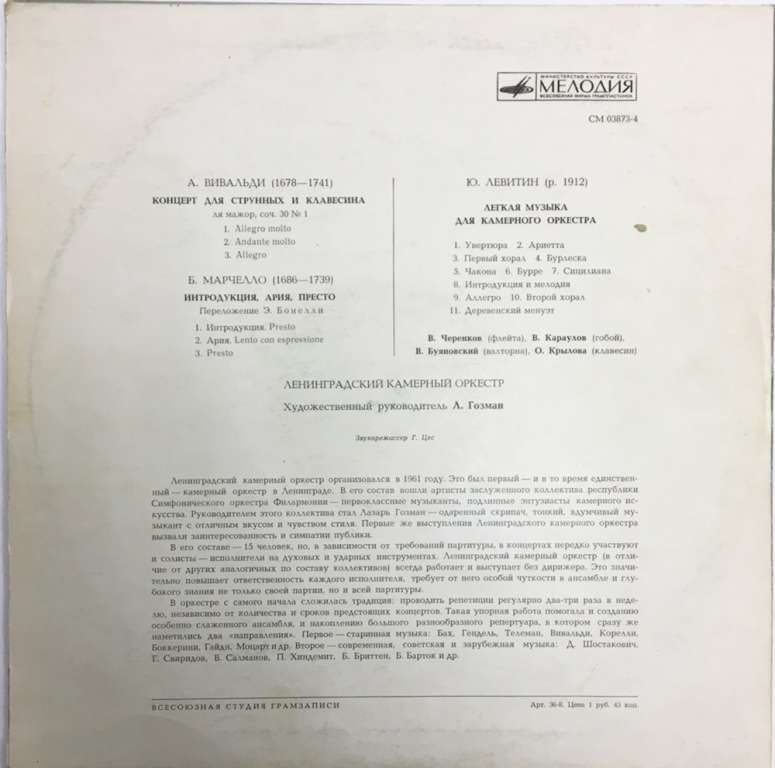 МИНИСТЕРСТВО КУЛЬТУРЫ СССР
МЕЛОДИЯ
ВСЕСОЮЗНАЯ ФИРМА ГРАМПЛАСТИНОК
СМ 03873-4
А. ВИВАЛЬДИ (1678—1741)
КОНЦЕРТ ДЛЯ СТРУННЫХ И КЛАВЕСИНА
ля мажор, соч. 30 № 1
1. Allegro molto
2. Andante molto
3. Allegro
Б. МАРЧЕЛЛО (1686—1739)
ИНТРОДУКЦИЯ, АРИЯ, ПРЕСТО
Переложение Э. Бонелли
1. Интродукция. Presto
2. Ария. Lento con espressione
3. Presto
Ю. ЛЕВИТИН (р. 1912)
ЛЕГКАЯ МУЗЫКА
ДЛЯ КАМЕРНОГО ОРКЕСТРА
1. Увертюра 2. Ариетта
3. Первый хорал 4. Бурлеска
5. Чакона 6. Бурре 7. Сицилиана
8. Интродукция и мелодия
9. Аллегро 10. Второй хорал
11. Деревенский менуэт
В. Черенков (флейта), В. Караулов (гобой),
В. Буяновский (валторна), О. Крылова (клавесин)
ЛЕНИНГРАДСКИЙ КАМЕРНЫЙ ОРКЕСТР
Художественный руководитель Л. Гозман
Звукорежиссер Г. Цес
Ленинградский камерный оркестр организовался в 1961 году. Это был первый — и в то время единствен-
ный — камерный оркестр в Ленинграде. В его состав вошли артисты заслуженного коллектива республики
Симфонического оркестра Филармонии — первоклассные музыканты, подлинные энтузиасты камерного ис-
кусства. Руководителем этого коллектива стал Лазарь Гозман — одаренный скрипач, тонкий, вдумчивый му-
зыкант с отличным вкусом и чувством стиля. Первые же выступления Ленинградского камерного оркестра
вызвали заинтересованность и симпатии публики.
В его составе — 15 человек, но, в зависимости от требований партитуры, в концертах нередко участвуют
и солисты — исполнители на духовых и ударных инструментах. Ленинградский камерный оркестр (в отли-
чие от других аналогичных по составу коллективов) всегда работает и выступает без дирижера. Это значи-
тельно повышает ответственность каждого исполнителя, требует от него особой чуткости в ансамбле и глу-
бокого знания не только своей партии, но и всей партитуры.
В оркестре с самого начала сложилась традиция: проводить репетиции регулярно два-три раза в неде-
лю, независимо от количества и сроков предстоящих концертов. Такая упорная работа помогла и созданию
особенно слаженного ансамбля, и накоплению большого разнообразного репертуара, в котором сразу же
наметились два «направления». Первое — старинная музыка: Бах, Гендель, Телеман, Вивальди, Корелли,
Боккерини, Гайдн, Моцарт и др. Второе — современная, советская и зарубежная музыка: Д. Шостакович,
Г. Свиридов, В. Салманов, П. Хиндемит, Б. Бриттен, Б. Барток и др.
ВСЕСОЮЗНАЯ СТУДИЯ ГРАМЗАПИСИ
Арт. 36-8. Цена 1 руб. 45 коп.